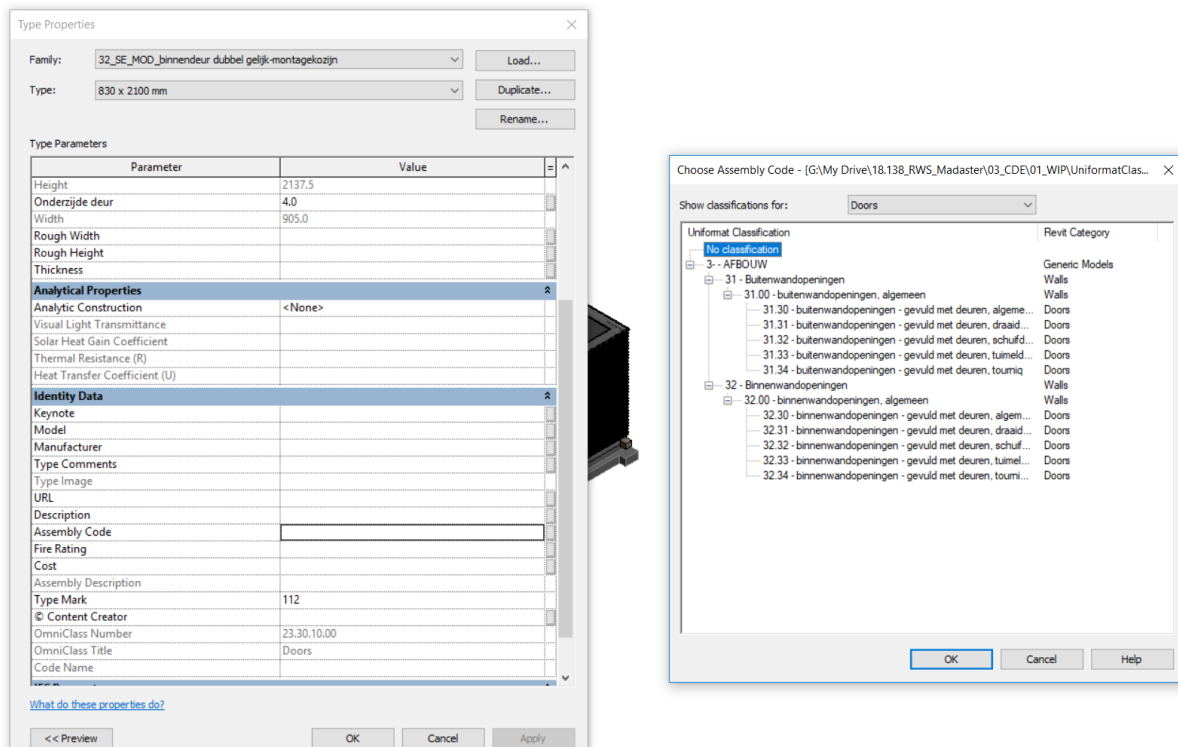 Type Properties
Family: 32_SE_MOD_binnendeur dubbel gelijk-montagekozijn Load...
Type: 830 x 2100 mm Duplicate...
Rename...
Type Parameters
Parameter Value =
Height 2137.5
Onderzijde deur 4.0
Width 905.0
Rough Width
Rough Height
Thickness
Analytical Properties
Analytic Construction <None>
Visual Light Transmittance
Solar Heat Gain Coefficient
Thermal Resistance (R)
Heat Transfer Coefficient (U)
Identity Data
Keynote
Model
Manufacturer
Type Comments
Type Image
URL
Description
Assembly Code
Fire Rating
Cost
Assembly Description
Type Mark 112
© Content Creator
OmniClass Number 23.30.10.00
OmniClass Title Doors
Code Name
What do these properties do?
<< Preview OK Cancel Apply
Choose Assembly Code - [G:\My Drive\18.138_RWS_Madaster\03_CDE\01_WIP\UniformatClas...
Show classifications for: Doors
Uniformat Classification Revit Category
No classification
3- - AFBOUW Generic Models
31 - Buitenwandopeningen Walls
31.00 - buitenwandopeningen, algemeen Walls
31.30 - buitenwandopeningen - gevuld met deuren, algeme... Doors
31.31 - buitenwandopeningen - gevuld met deuren, draaid... Doors
31.32 - buitenwandopeningen - gevuld met deuren, schuifd... Doors
31.33 - buitenwandopeningen - gevuld met deuren, tuimeld... Doors
31.34 - buitenwandopeningen - gevuld met deuren, tourniq Doors
32 - Binnenwandopeningen Walls
32.00 - binnenwandopeningen, algemeen Walls
32.30 - binnenwandopeningen - gevuld met deuren, algem... Doors
32.31 - binnenwandopeningen - gevuld met deuren, draaid... Doors
32.32 - binnenwandopeningen - gevuld met deuren, schuif... Doors
32.33 - binnenwandopeningen - gevuld met deuren, tuimel... Doors
32.34 - binnenwandopeningen - gevuld met deuren, tourni... Doors
OK Cancel Help